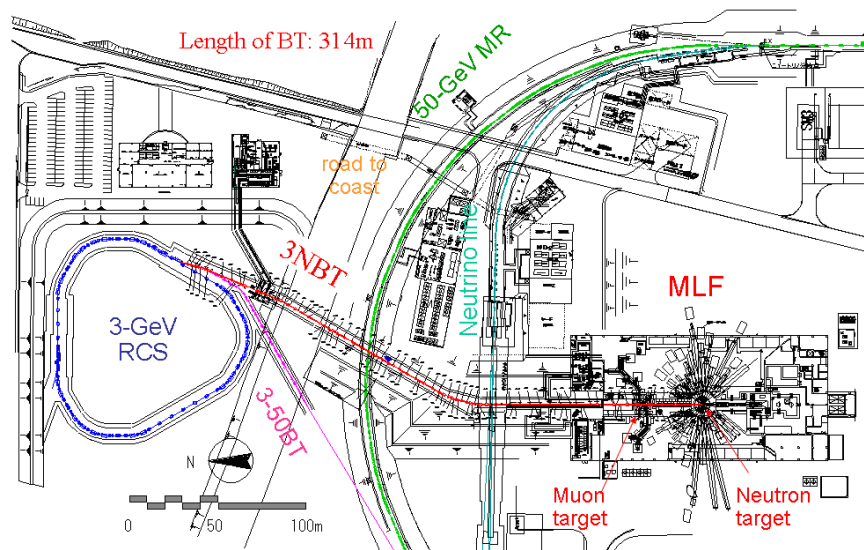 Length of BT: 314m
50-GeV MR
road to
coast
3NBT
Neutrino line
MLF
3-GeV
RCS
3-50BT
N
Muon
target
Neutron
target
0
50
100m